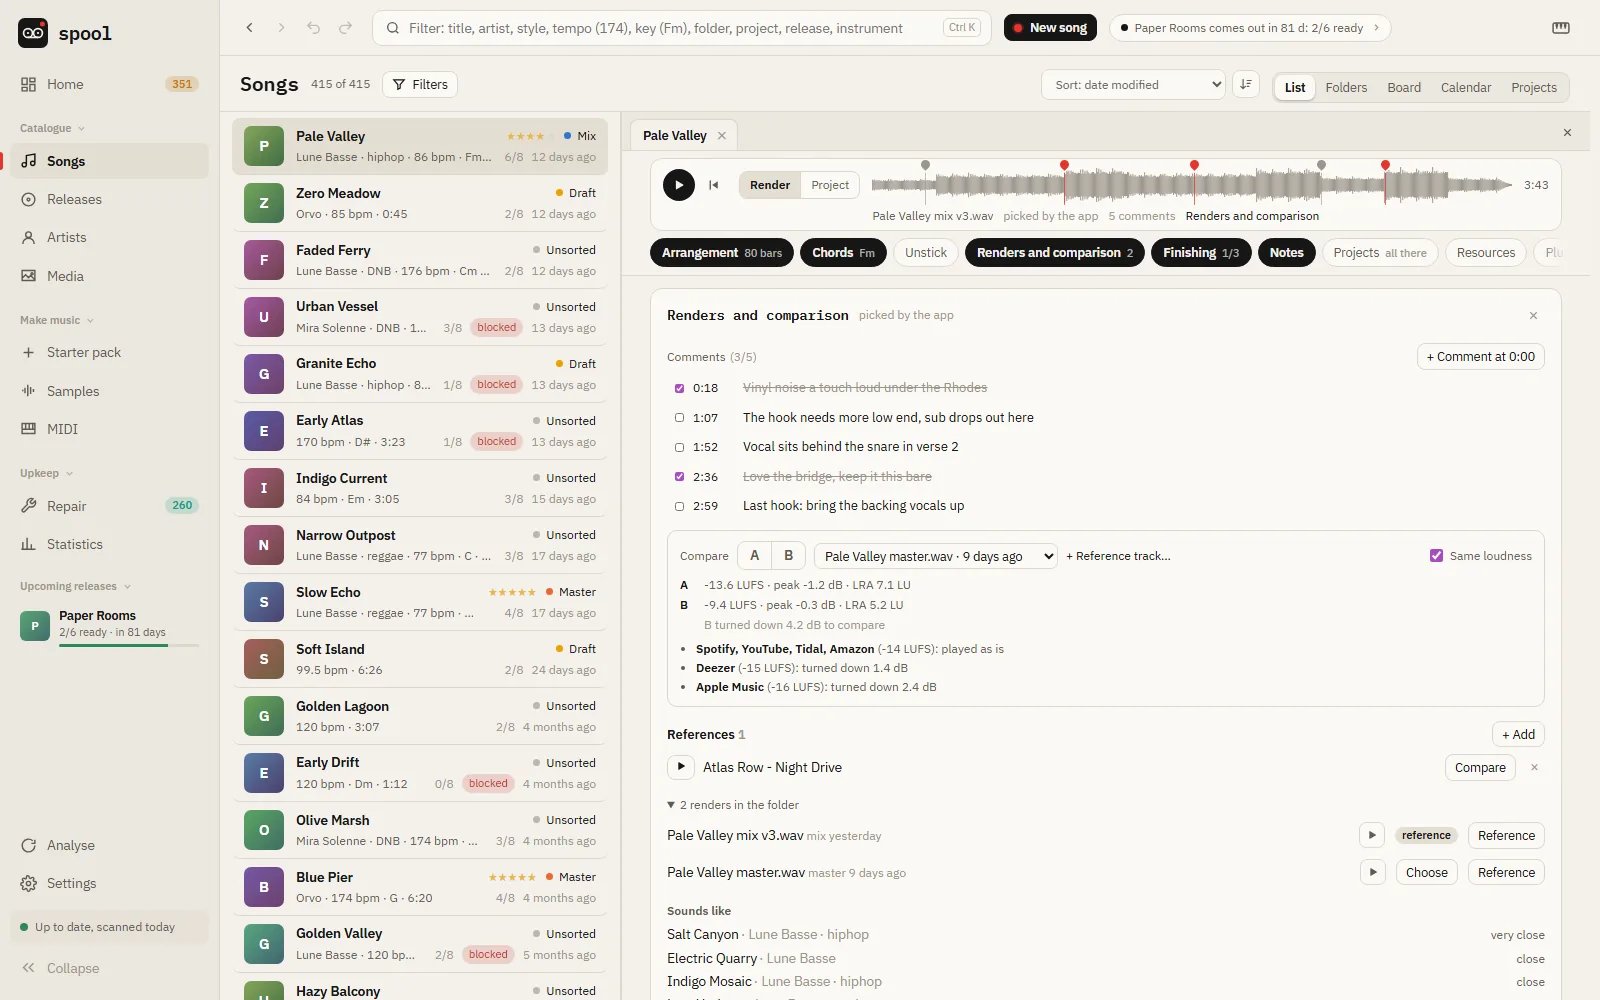 spool
Filter: title, artist, style, tempo (174), key (Fm), folder, project, release, instrument
Ctrl K
New song
Paper Rooms comes out in 81 d: 2/6 ready
Home 351
Catalogue
Songs
Releases
Artists
Media
Make music
Starter pack
Samples
MIDI
Upkeep
Repair 260
Statistics
Upcoming releases
P
Paper Rooms
2/6 ready · in 81 days
Analyse
Settings
Up to date, scanned today
Collapse
Songs 415 of 415 Filters
Sort: date modified
List Folders Board Calendar Projects
P
Pale Valley ★★★★ Mix
Lune Basse · hiphop · 86 bpm · Fm... 6/8 12 days ago
Z
Zero Meadow Draft
Orvo · 85 bpm · 0:45 2/8 12 days ago
F
Faded Ferry Unsorted
Lune Basse · DNB · 176 bpm · Cm ... 2/8 12 days ago
U
Urban Vessel Unsorted
Mira Solenne · DNB · 1... 3/8 blocked 13 days ago
G
Granite Echo Draft
Lune Basse · hiphop · 8... 1/8 blocked 13 days ago
E
Early Atlas Unsorted
170 bpm · D# · 3:23 1/8 blocked 13 days ago
I
Indigo Current Unsorted
84 bpm · Em · 3:05 3/8 15 days ago
N
Narrow Outpost Unsorted
Lune Basse · reggae · 77 bpm · C · ... 3/8 17 days ago
S
Slow Echo ★★★★★ Master
Lune Basse · reggae · 77 bpm · ... 4/8 17 days ago
S
Soft Island Draft
99.5 bpm · 6:26 2/8 24 days ago
G
Golden Lagoon Unsorted
120 bpm · 3:07 2/8 4 months ago
E
Early Drift Unsorted
120 bpm · Dm · 1:12 0/8 blocked 4 months ago
O
Olive Marsh Unsorted
Mira Solenne · DNB · 174 bpm · ... 3/8 4 months ago
B
Blue Pier ★★★★★ Master
Orvo · 174 bpm · G · 6:20 4/8 4 months ago
G
Golden Valley Unsorted
Lune Basse · 120 bp... 2/8 blocked 5 months ago
Hazy Balcony Unsorted
Pale Valley
Render Project
3:43
Pale Valley mix v3.wav picked by the app 5 comments Renders and comparison
Arrangement 80 bars
Chords Fm
Unstick
Renders and comparison 2
Finishing 1/3
Notes
Projects all there
Resources
Plu
Renders and comparison picked by the app
Comments (3/5) + Comment at 0:00
0:18 Vinyl noise a touch loud under the Rhodes
1:07 The hook needs more low end, sub drops out here
1:52 Vocal sits behind the snare in verse 2
2:36 Love the bridge, keep it this bare
2:59 Last hook: bring the backing vocals up
Compare A B Pale Valley master.wav · 9 days ago + Reference track... Same loudness
A -13.6 LUFS · peak -1.2 dB · LRA 7.1 LU
B -9.4 LUFS · peak -0.3 dB · LRA 5.2 LU
B turned down 4.2 dB to compare
• Spotify, YouTube, Tidal, Amazon (-14 LUFS): played as is
• Deezer (-15 LUFS): turned down 1.4 dB
• Apple Music (-16 LUFS): turned down 2.4 dB
References 1 + Add
Atlas Row - Night Drive Compare
2 renders in the folder
Pale Valley mix v3.wav mix yesterday reference Reference
Pale Valley master.wav master 9 days ago Choose Reference
Sounds like
Salt Canyon · Lune Basse · hiphop very close
Electric Quarry · Lune Basse close
Indigo Mosaic · Lune Basse · hiphop close